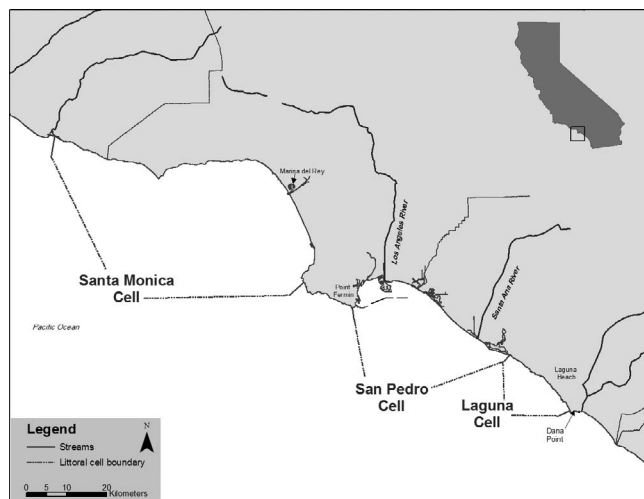 Marina del Rey
Los Angeles River
Santa Monica
Cell
Point
Fermin
Santa Ana River
Pacific Ocean
Laguna
Beach
San Pedro
Cell
Laguna
Cell
Dana
Point
Legend
N
Streams
Littoral cell boundary
0 5 10 20
Kilometers